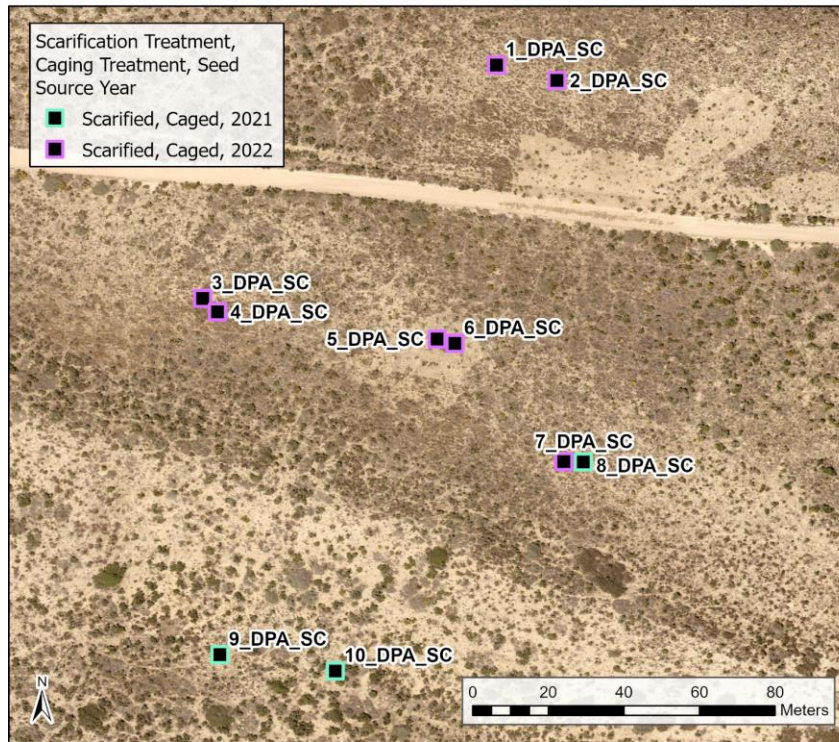 Scarification Treatment,
Caging Treatment, Seed
Source Year
Scarified, Caged, 2021
Scarified, Caged, 2022
1_DPA_SC
2_DPA_SC
3_DPA_SC
4_DPA_SC
5_DPA_SC
6_DPA_SC
7_DPA_SC
8_DPA_SC
9_DPA_SC
10_DPA_SC
N
0 20 40 60 80
Meters